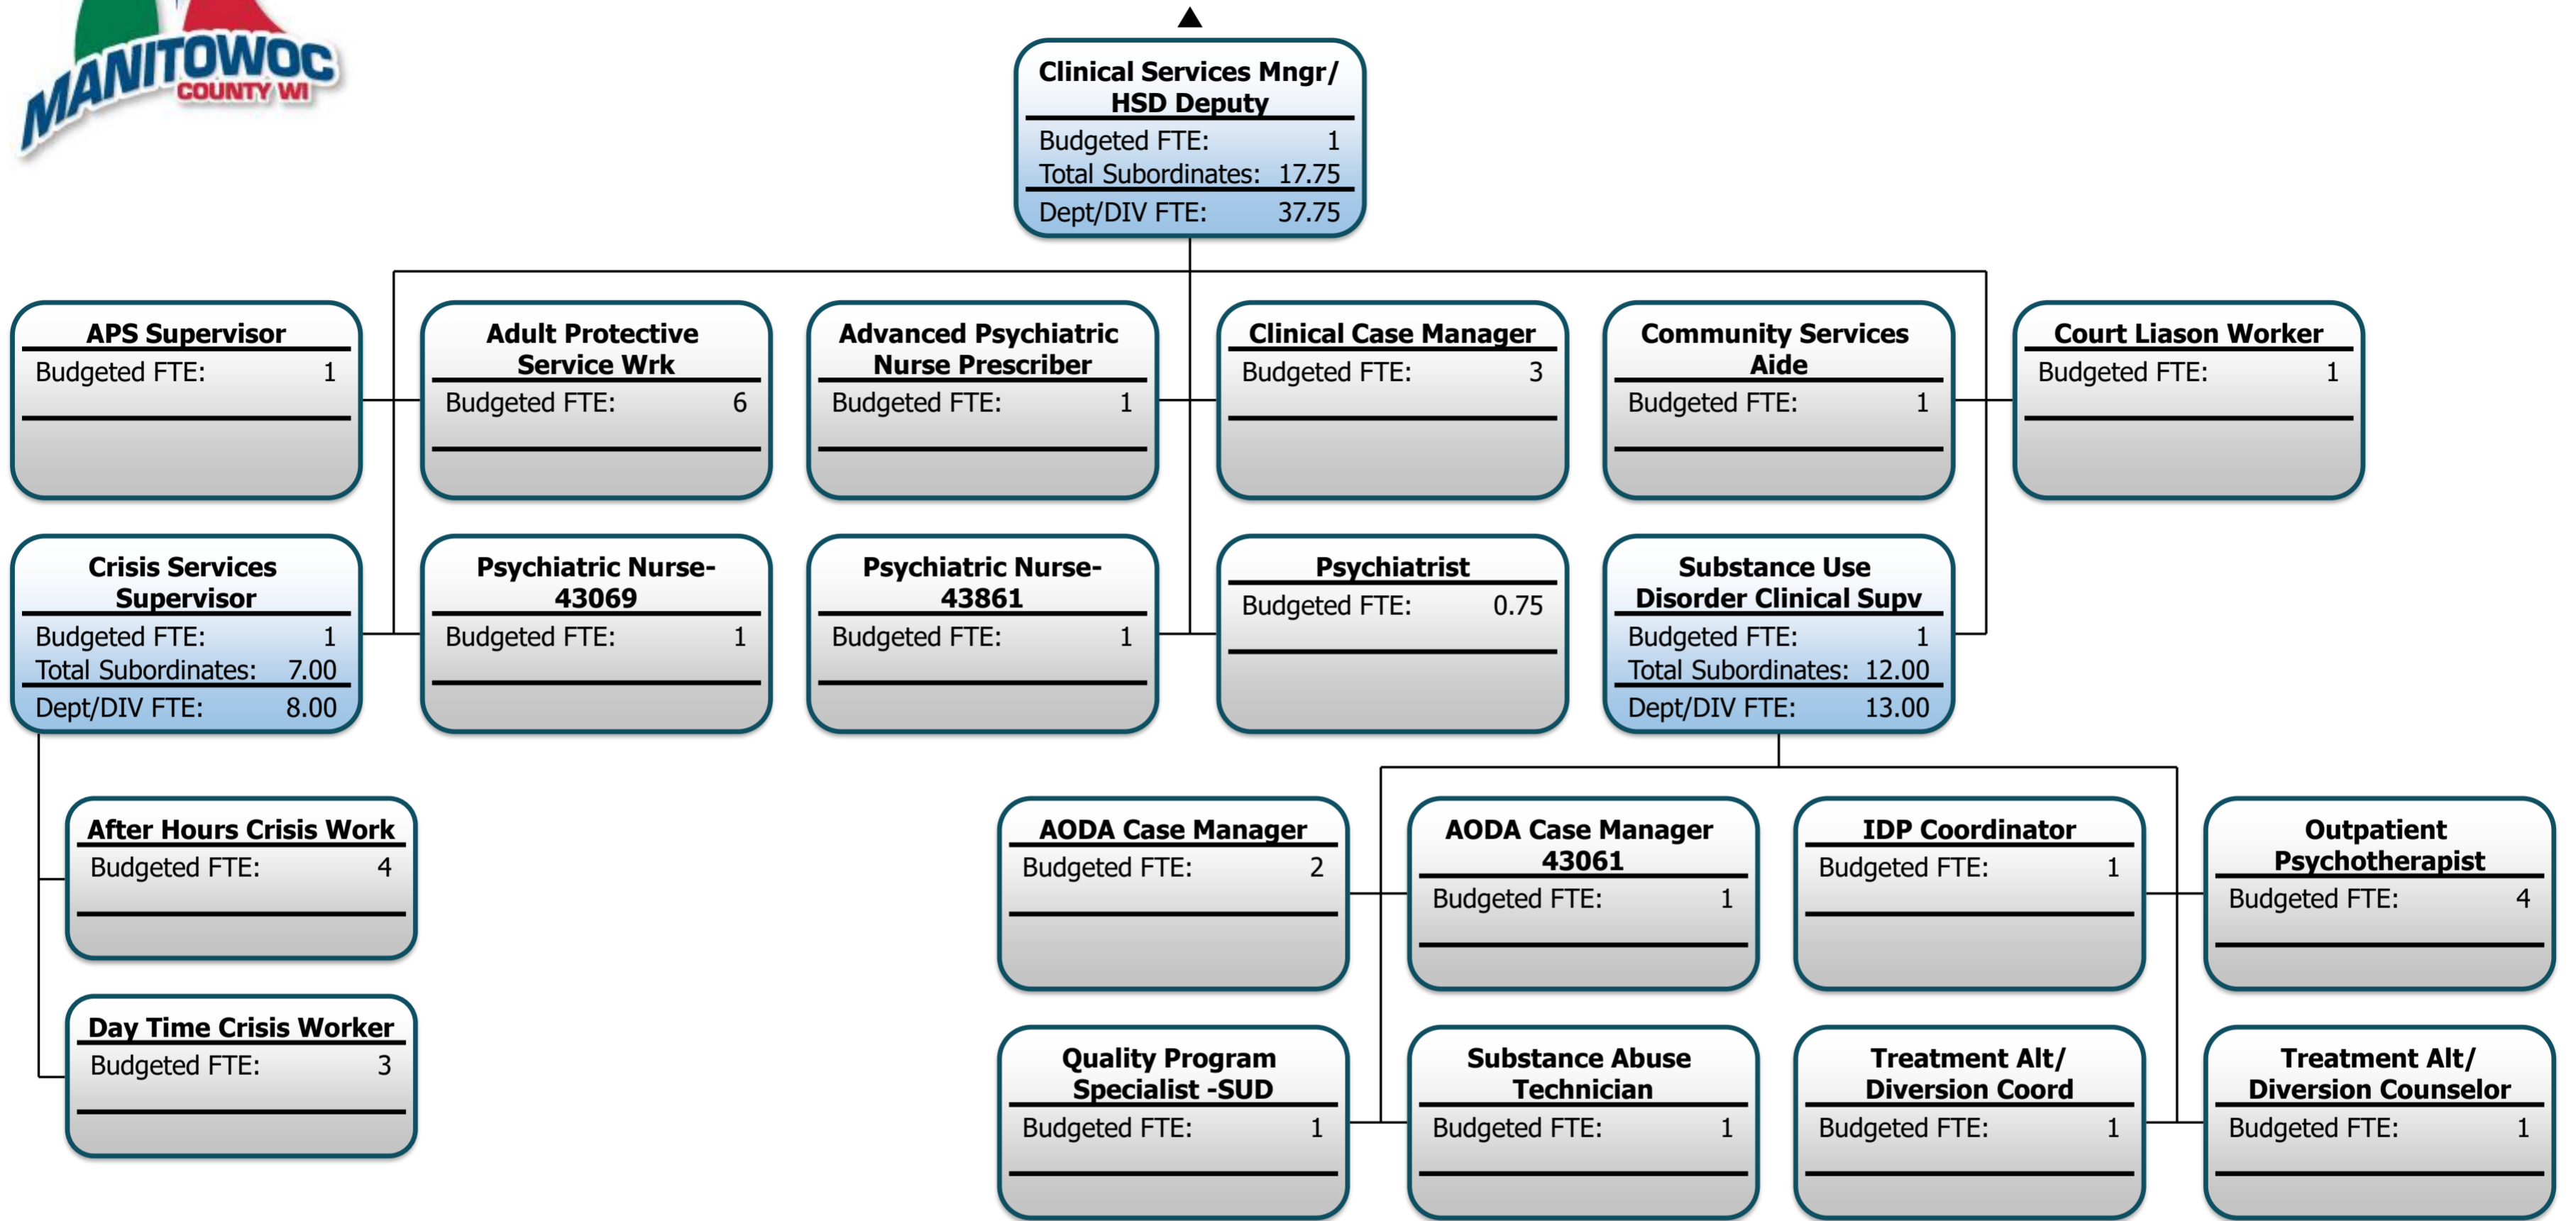 MANITOWOC
COUNTY WI
Clinical Services Mngr/
HSD Deputy
Budgeted FTE: 1
Total Subordinates: 17.75
Dept/DIV FTE: 37.75
APS Supervisor
Budgeted FTE: 1
Adult Protective
Service Wrk
Budgeted FTE: 6
Advanced Psychiatric
Nurse Prescriber
Budgeted FTE: 1
Clinical Case Manager
Budgeted FTE: 3
Community Services
Aide
Budgeted FTE: 1
Court Liason Worker
Budgeted FTE: 1
Crisis Services
Supervisor
Budgeted FTE: 1
Total Subordinates: 7.00
Dept/DIV FTE: 8.00
Psychiatric Nurse-
43069
Budgeted FTE: 1
Psychiatric Nurse-
43861
Budgeted FTE: 1
Psychiatrist
Budgeted FTE: 0.75
Substance Use
Disorder Clinical Supv
Budgeted FTE: 1
Total Subordinates: 12.00
Dept/DIV FTE: 13.00
After Hours Crisis Work
Budgeted FTE: 4
Day Time Crisis Worker
Budgeted FTE: 3
AODA Case Manager
Budgeted FTE: 2
AODA Case Manager
43061
Budgeted FTE: 1
IDP Coordinator
Budgeted FTE: 1
Outpatient
Psychotherapist
Budgeted FTE: 4
Quality Program
Specialist -SUD
Budgeted FTE: 1
Substance Abuse
Technician
Budgeted FTE: 1
Treatment Alt/
Diversion Coord
Budgeted FTE: 1
Treatment Alt/
Diversion Counselor
Budgeted FTE: 1